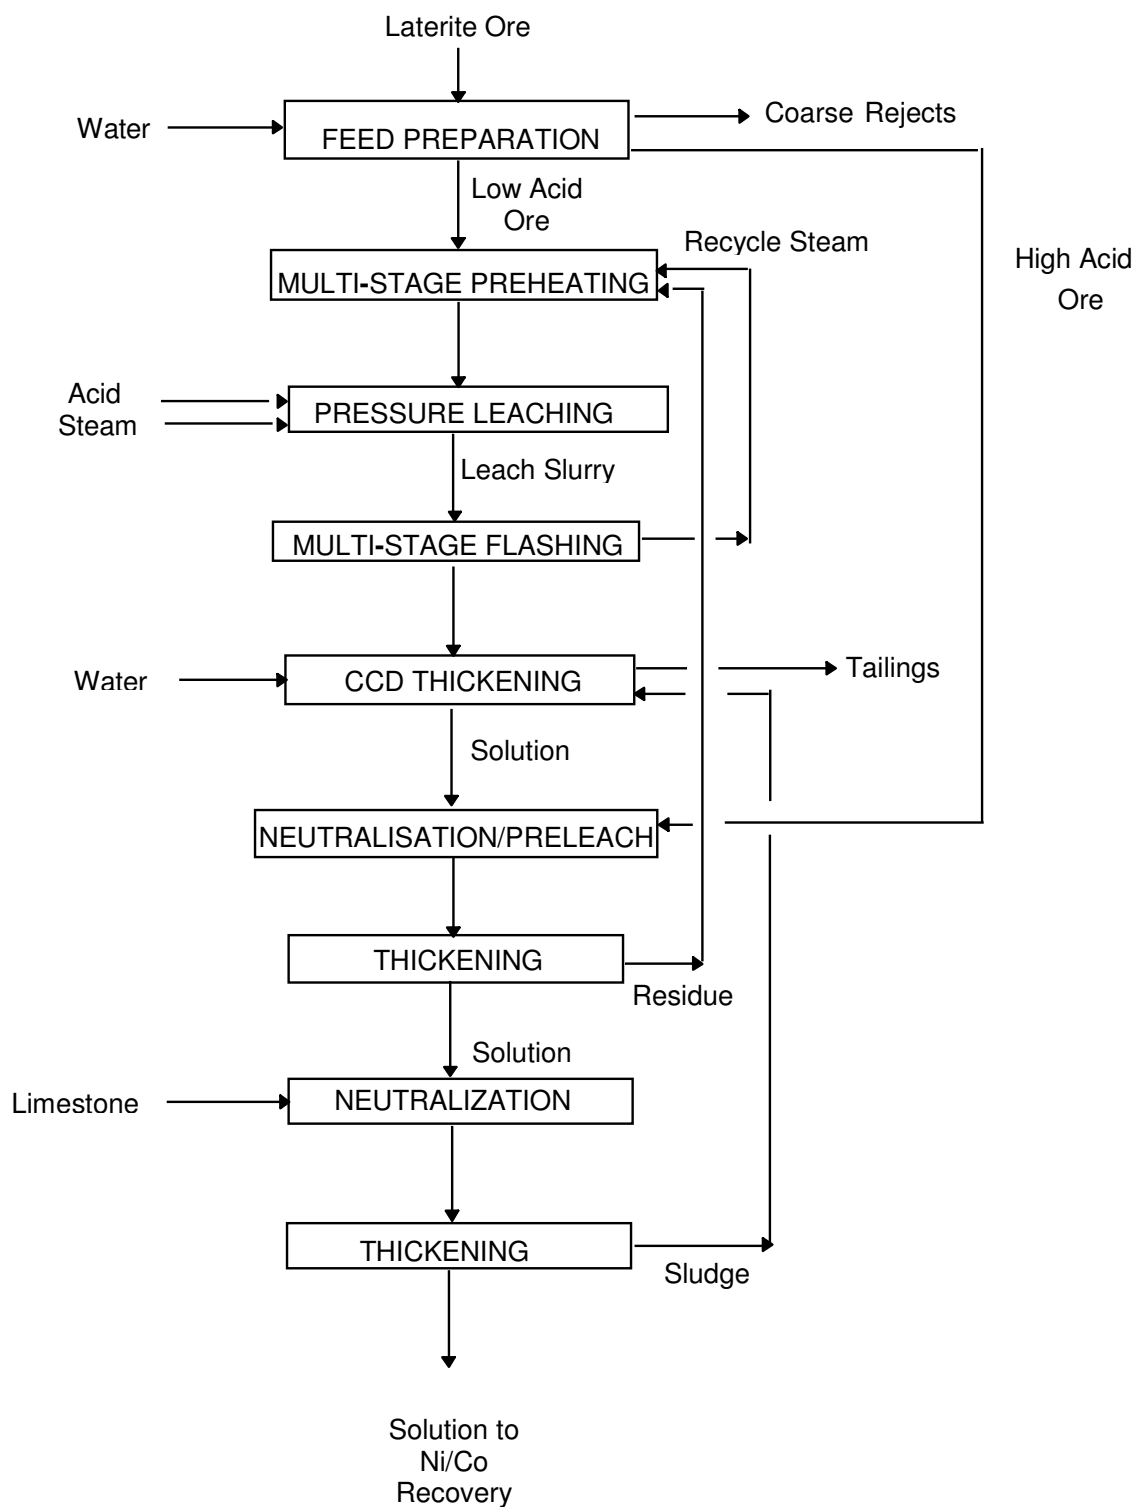 Laterite Ore
Water
FEED PREPARATION
Coarse Rejects
Low Acid
Ore
Recycle Steam
High Acid
Ore
MULTI-STAGE PREHEATING
Acid
Steam
PRESSURE LEACHING
Leach Slurry
MULTI-STAGE FLASHING
Water
CCD THICKENING
Tailings
Solution
NEUTRALISATION/PRELEACH
THICKENING
Residue
Solution
Limestone
NEUTRALIZATION
THICKENING
Sludge
Solution to
Ni/Co
Recovery